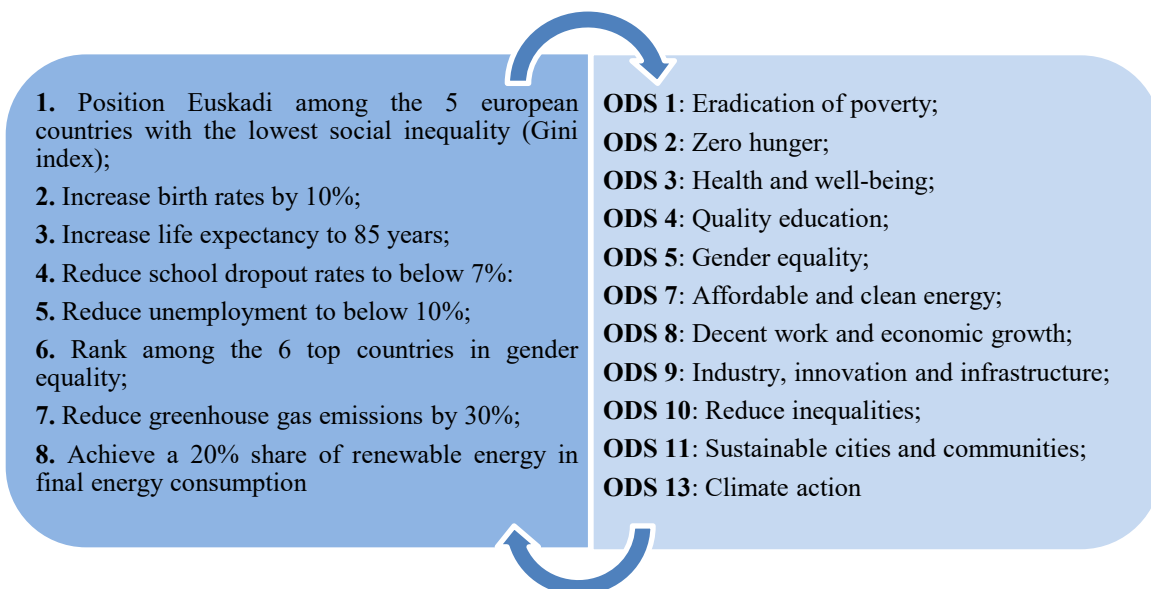 1. Position Euskadi among the 5 european
countries with the lowest social inequality (Gini
index);
2. Increase birth rates by 10%;
3. Increase life expectancy to 85 years;
4. Reduce school dropout rates to below 7%:
5. Reduce unemployment to below 10%;
6. Rank among the 6 top countries in gender
equality;
7. Reduce greenhouse gas emissions by 30%;
8. Achieve a 20% share of renewable energy in
final energy consumption
ODS 1: Eradication of poverty;
ODS 2: Zero hunger;
ODS 3: Health and well-being;
ODS 4: Quality education;
ODS 5: Gender equality;
ODS 7: Affordable and clean energy;
ODS 8: Decent work and economic growth;
ODS 9: Industry, innovation and infrastructure;
ODS 10: Reduce inequalities;
ODS 11: Sustainable cities and communities;
ODS 13: Climate action